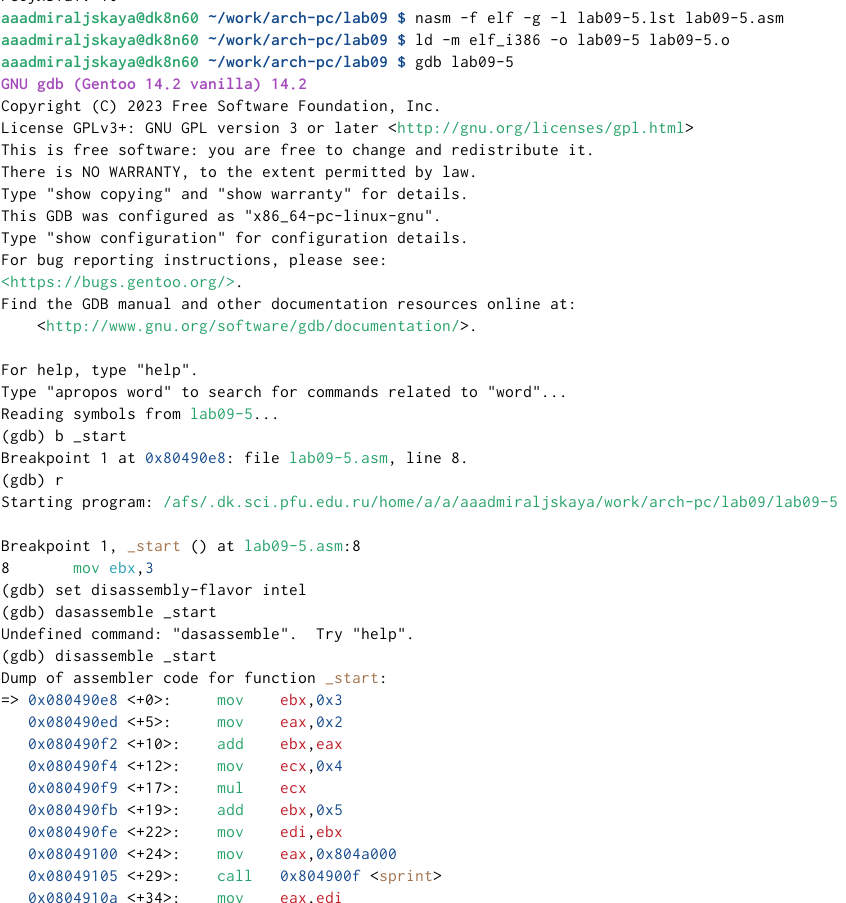 aaadmiraljskaya@dk8n60 ~/work/arch-pc/lab09 $ nasm -f elf -g -l lab09-5.lst lab09-5.asm
aaadmiraljskaya@dk8n60 ~/work/arch-pc/lab09 $ ld -m elf_i386 -o lab09-5 lab09-5.o
aaadmiraljskaya@dk8n60 ~/work/arch-pc/lab09 $ gdb lab09-5
GNU gdb (Gentoo 14.2 vanilla) 14.2
Copyright (C) 2023 Free Software Foundation, Inc.
License GPLv3+: GNU GPL version 3 or later <http://gnu.org/licenses/gpl.html>
This is free software: you are free to change and redistribute it.
There is NO WARRANTY, to the extent permitted by law.
Type "show copying" and "show warranty" for details.
This GDB was configured as "x86_64-pc-linux-gnu".
Type "show configuration" for configuration details.
For bug reporting instructions, please see:
<https://bugs.gentoo.org/>.
Find the GDB manual and other documentation resources online at:
    <http://www.gnu.org/software/gdb/documentation/>.

For help, type "help".
Type "apropos word" to search for commands related to "word"...
Reading symbols from lab09-5...
(gdb) b _start
Breakpoint 1 at 0x80490e8: file lab09-5.asm, line 8.
(gdb) r
Starting program: /afs/.dk.sci.pfu.edu.ru/home/a/a/aaadmiraljskaya/work/arch-pc/lab09/lab09-5

Breakpoint 1, _start () at lab09-5.asm:8
8       mov ebx,3
(gdb) set disassembly-flavor intel
(gdb) dasassemble _start
Undefined command: "dasassemble".  Try "help".
(gdb) disassemble _start
Dump of assembler code for function _start:
=> 0x080490e8 <+0>:     mov    ebx,0x3
   0x080490ed <+5>:     mov    eax,0x2
   0x080490f2 <+10>:    add    ebx,eax
   0x080490f4 <+12>:    mov    ecx,0x4
   0x080490f9 <+17>:    mul    ecx
   0x080490fb <+19>:    add    ebx,0x5
   0x080490fe <+22>:    mov    edi,ebx
   0x08049100 <+24>:    mov    eax,0x804a000
   0x08049105 <+29>:    call   0x804900f <sprint>
   0x0804910a <+34>:    mov    eax,edi